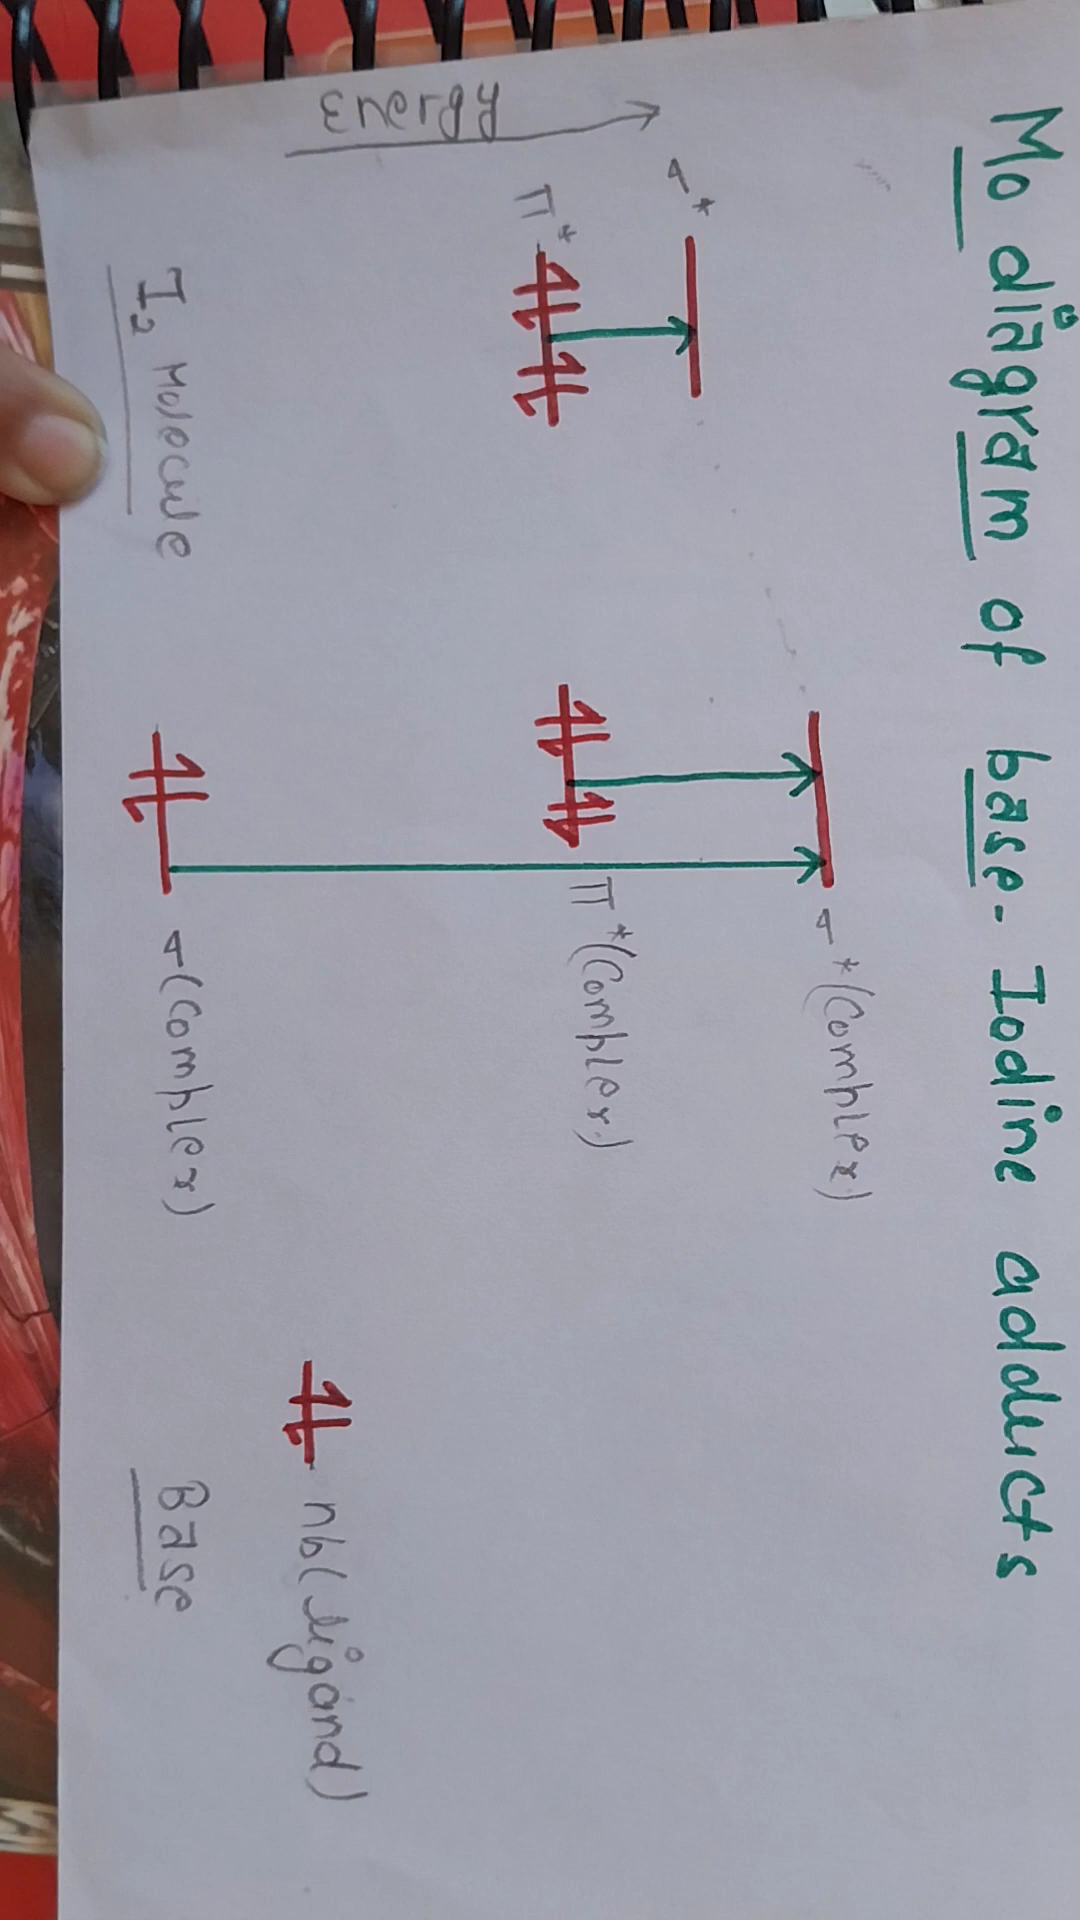 Mo diagram of base-Iodine adducts
Energy
σ*
σ*(Complex)
π*
π*(Complex)
nb(ligand)
σ(Complex)
I₂ Molecule
Base